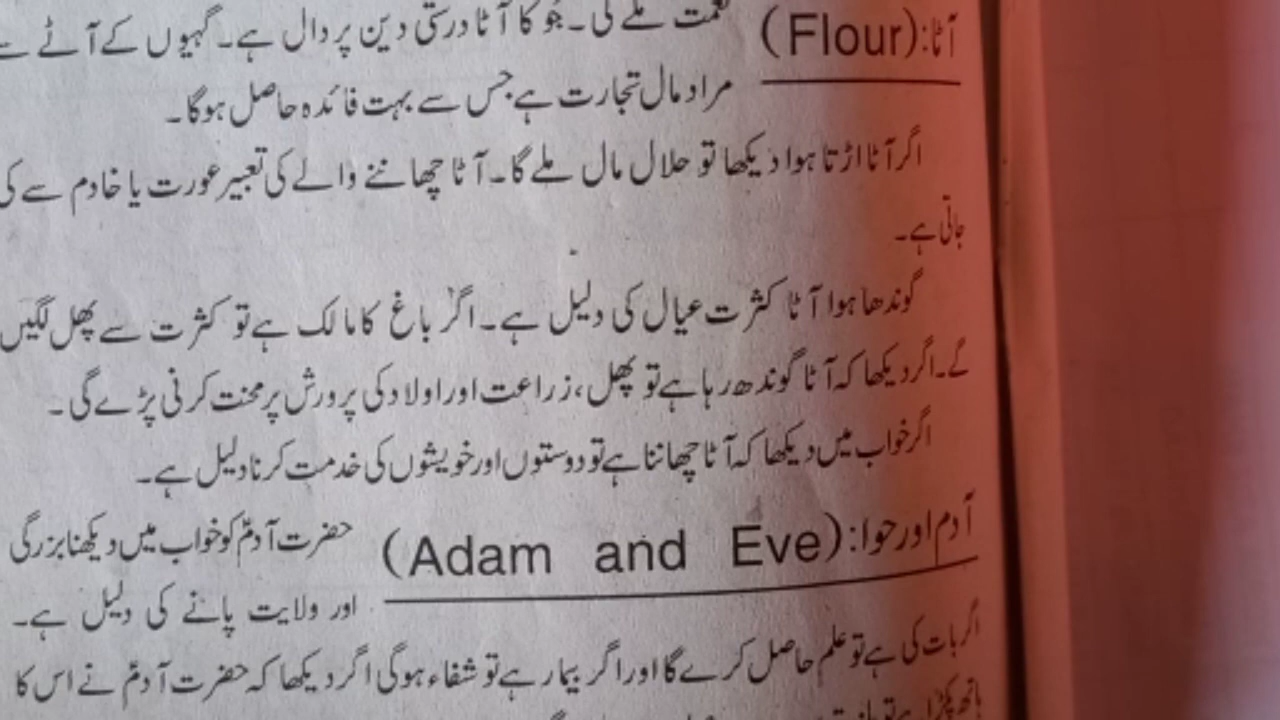 آٹا:(Flour) نعمت ملے گی۔ جَو کا آٹا درستی دین پر دال ہے۔ گہیوں کے آٹے سے
مراد مال تجارت ہے جس سے بہت فائدہ حاصل ہوگا۔
اگر آٹا اڑتا ہوا دیکھا تو حلال مال ملے گا۔ آٹا چھاننے والے کی تعبیر عورت یا خادم سے کی
جاتی ہے۔
گوندھا ہوا آٹا کثرت عیال کی دلیل ہے۔ اگر باغ کا مالک ہے تو کثرت سے پھل لگیں
گے۔ اگر دیکھا کہ آٹا گوندھ رہا ہے تو پھل، زراعت اور اولاد کی پرورش پر محنت کرنی پڑے گی۔
اگر خواب میں دیکھا کہ آٹا چھانتا ہے تو دوستوں اور خویشوں کی خدمت کرنا دلیل ہے۔
آدم اور حوا:(Adam and Eve) حضرت آدمؑ کو خواب میں دیکھنا بزرگی
اور ولایت پانے کی دلیل ہے۔
اگر بات کی ہے تو علم حاصل کرے گا اور اگر بیمار ہے تو شفاء ہوگی اگر دیکھا کہ حضرت آدمؑ نے اس کا
ہاتھ پکڑا ہے تو